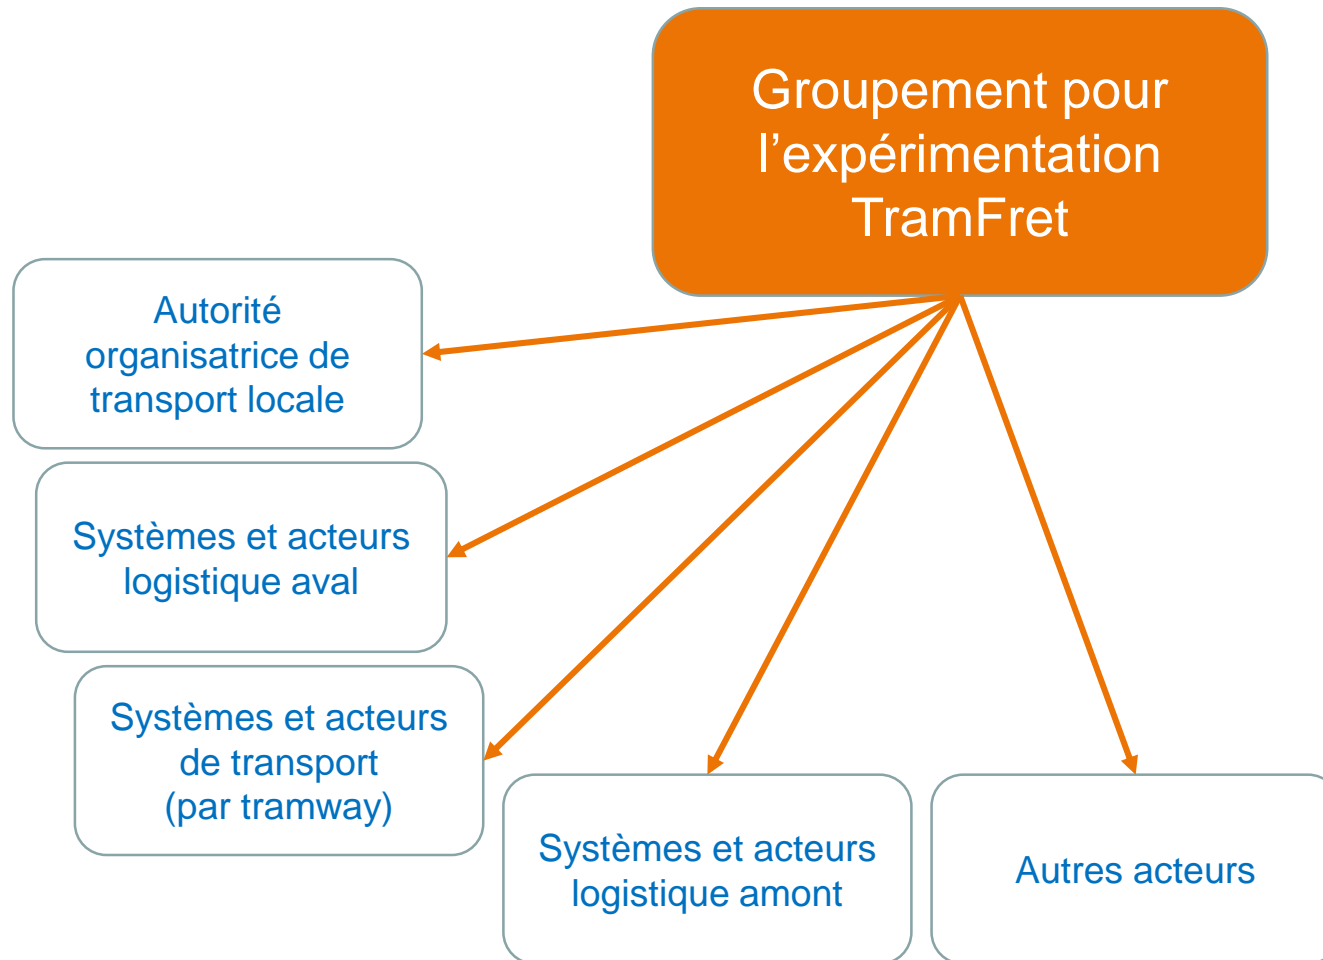 Groupement pour
l’expérimentation
TramFret
Autorité
organisatrice de
transport locale
Systèmes et acteurs
logistique aval
Systèmes et acteurs
de transport
(par tramway)
Systèmes et acteurs
logistique amont
Autres acteurs